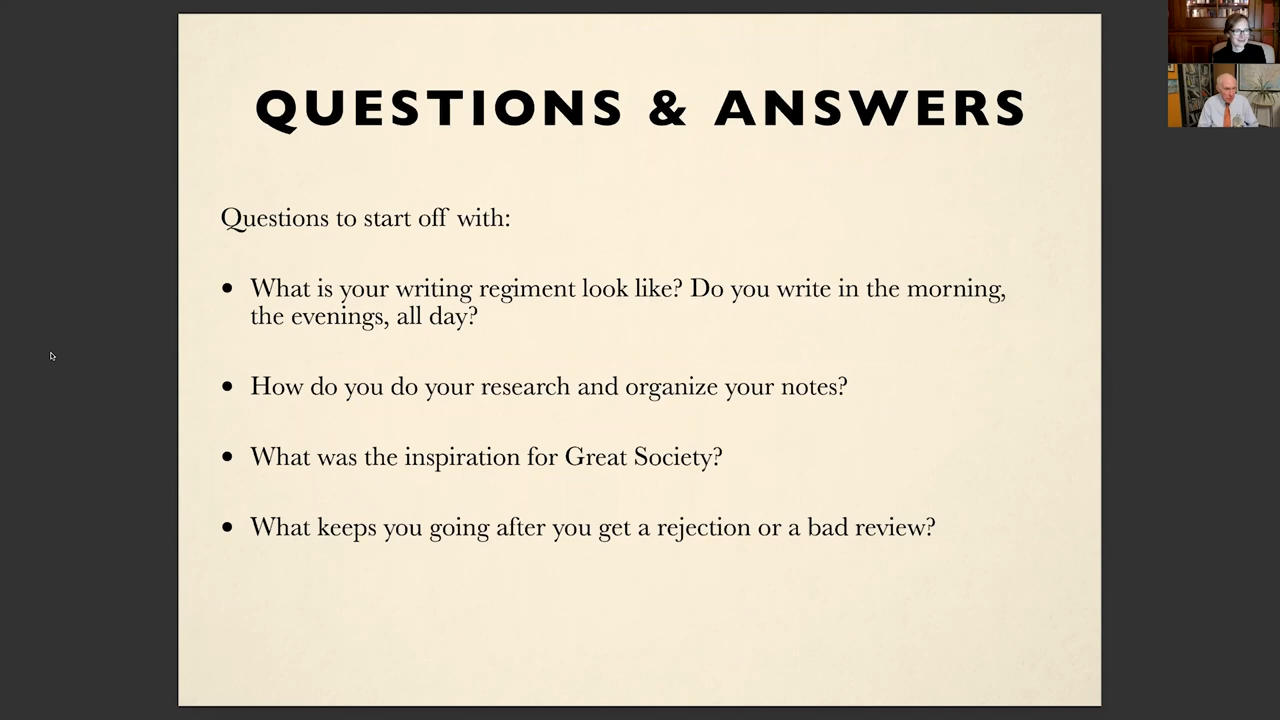 QUESTIONS & ANSWERS
Questions to start off with:
• What is your writing regiment look like? Do you write in the morning,
the evenings, all day?
• How do you do your research and organize your notes?
• What was the inspiration for Great Society?
• What keeps you going after you get a rejection or a bad review?